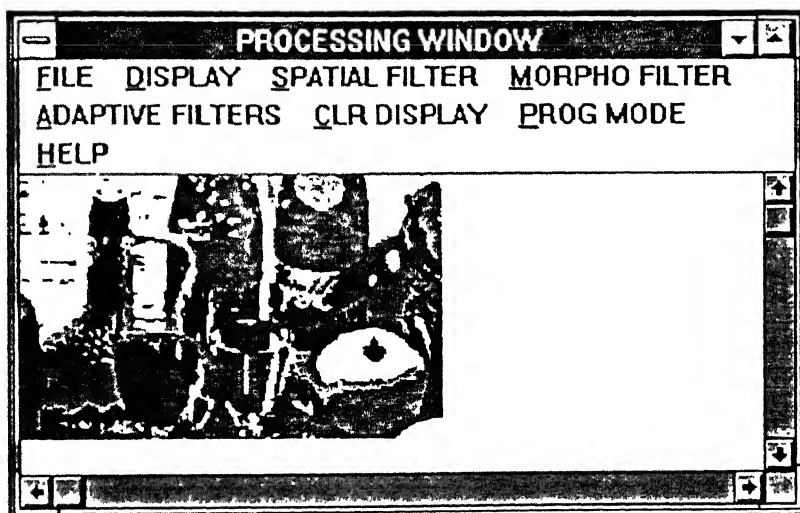 PROCESSING WINDOW
FILE DISPLAY SPATIAL FILTER MORPHO FILTER
ADAPTIVE FILTERS CLR DISPLAY PROG MODE
HELP